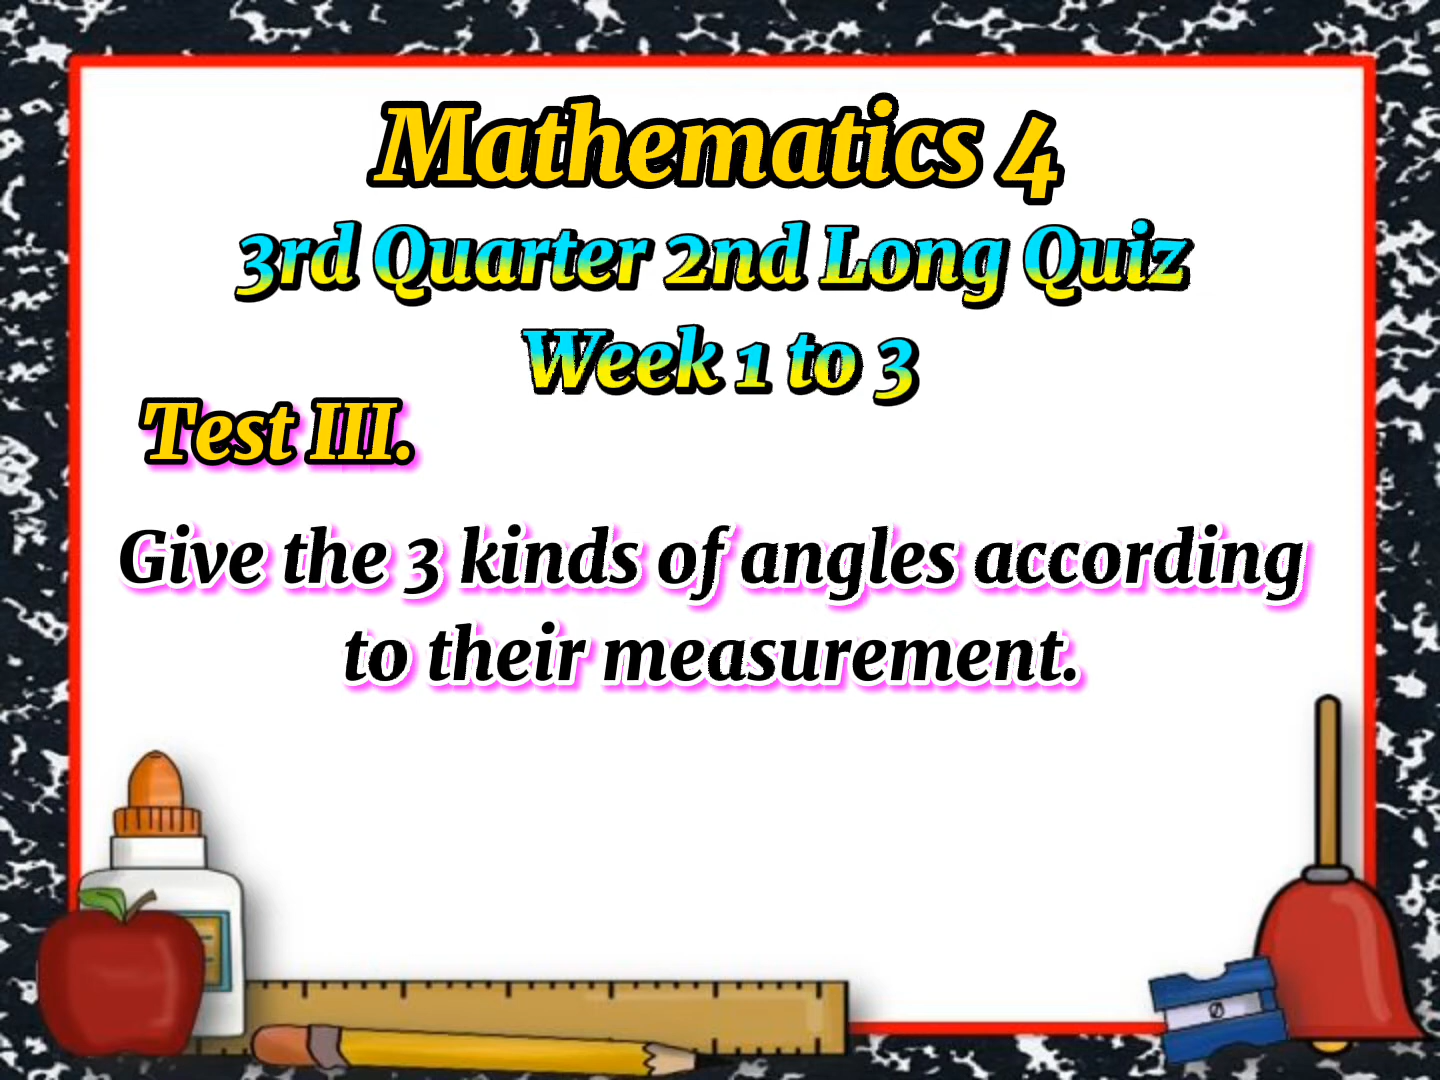 Mathematics 4
3rd Quarter 2nd Long Quiz
Week 1 to 3
Test III.
Give the 3 kinds of angles according
to their measurement.